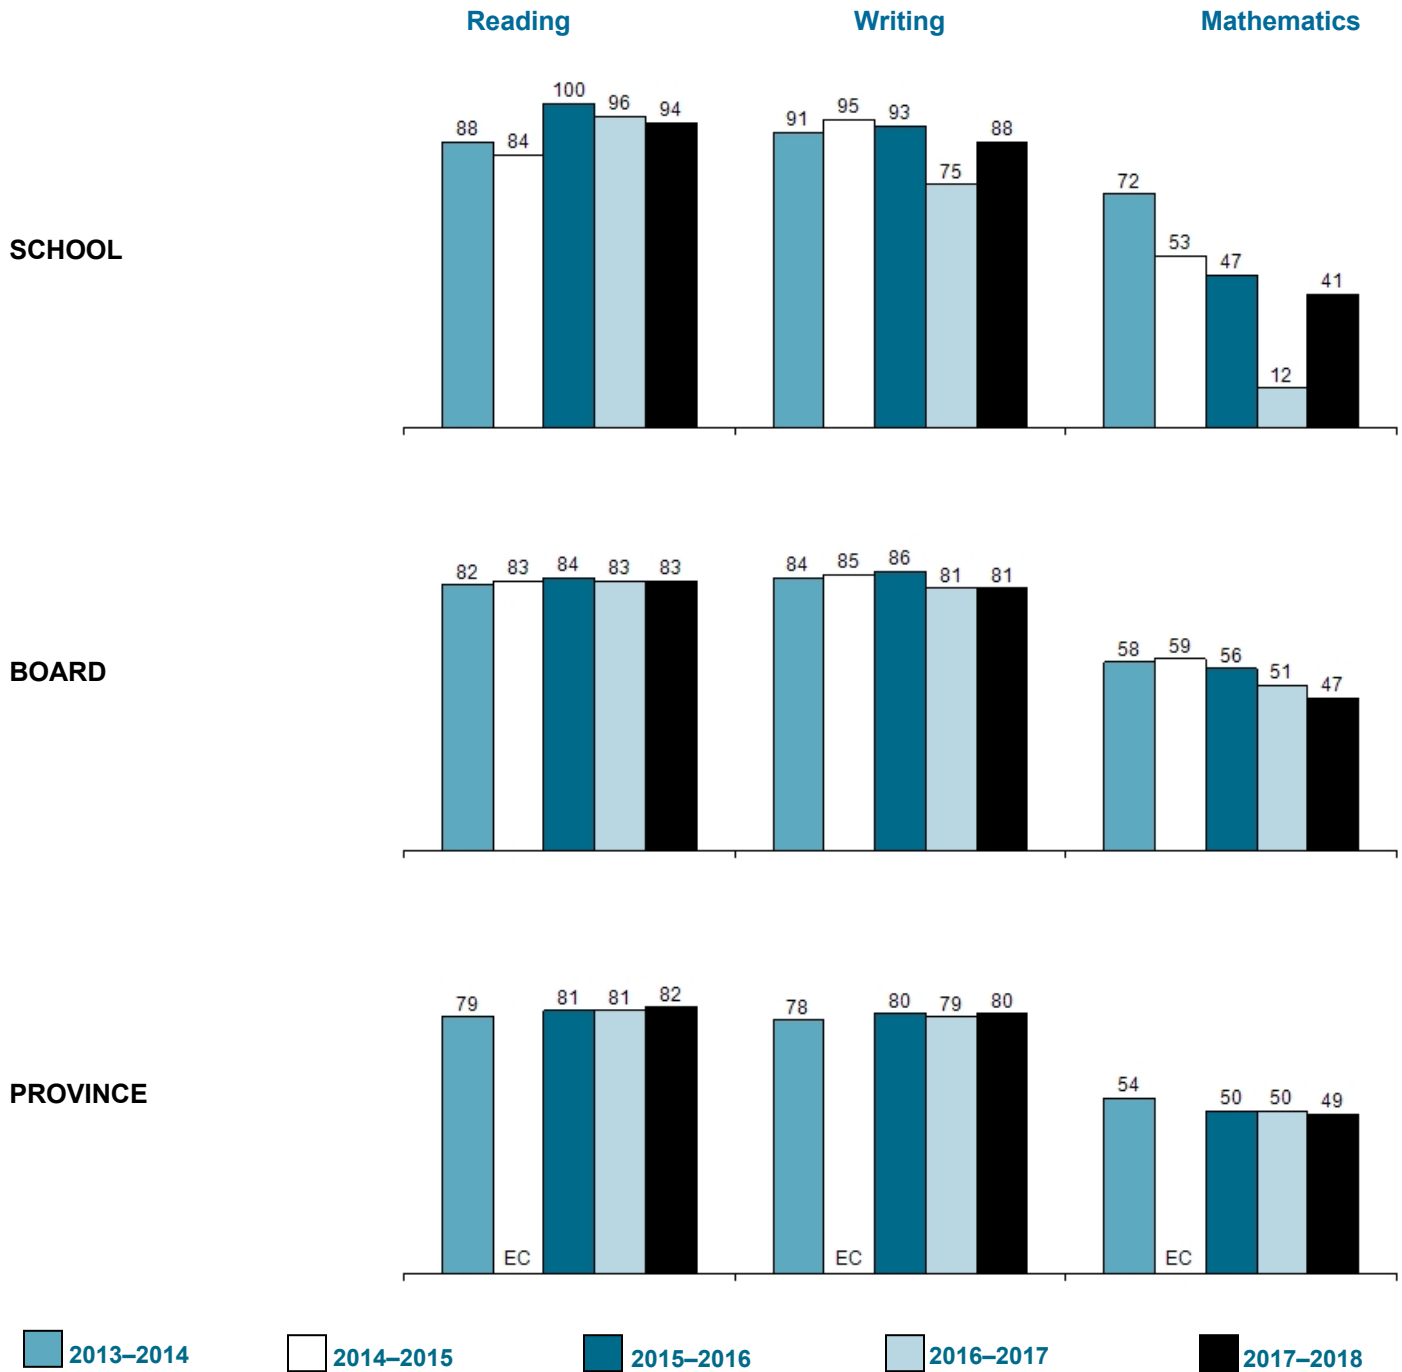 Reading Writing Mathematics
SCHOOL
88 84 100 96 94 91 95 93 75 88 72 53 47 12 41
BOARD
82 83 84 83 83 84 85 86 81 81 58 59 56 51 47
PROVINCE
79 EC 81 81 82 78 EC 80 79 80 54 EC 50 50 49
2013–2014 2014–2015 2015–2016 2016–2017 2017–2018